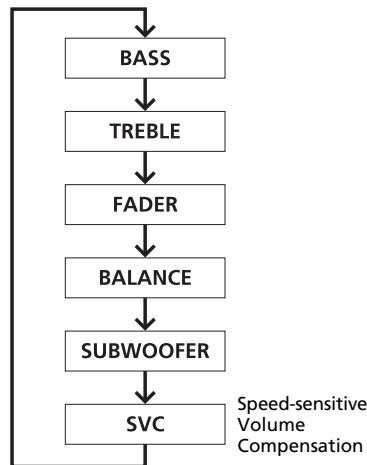 BASS
TREBLE
FADER
BALANCE
SUBWOOFER
SVC
Speed-sensitive
Volume
Compensation